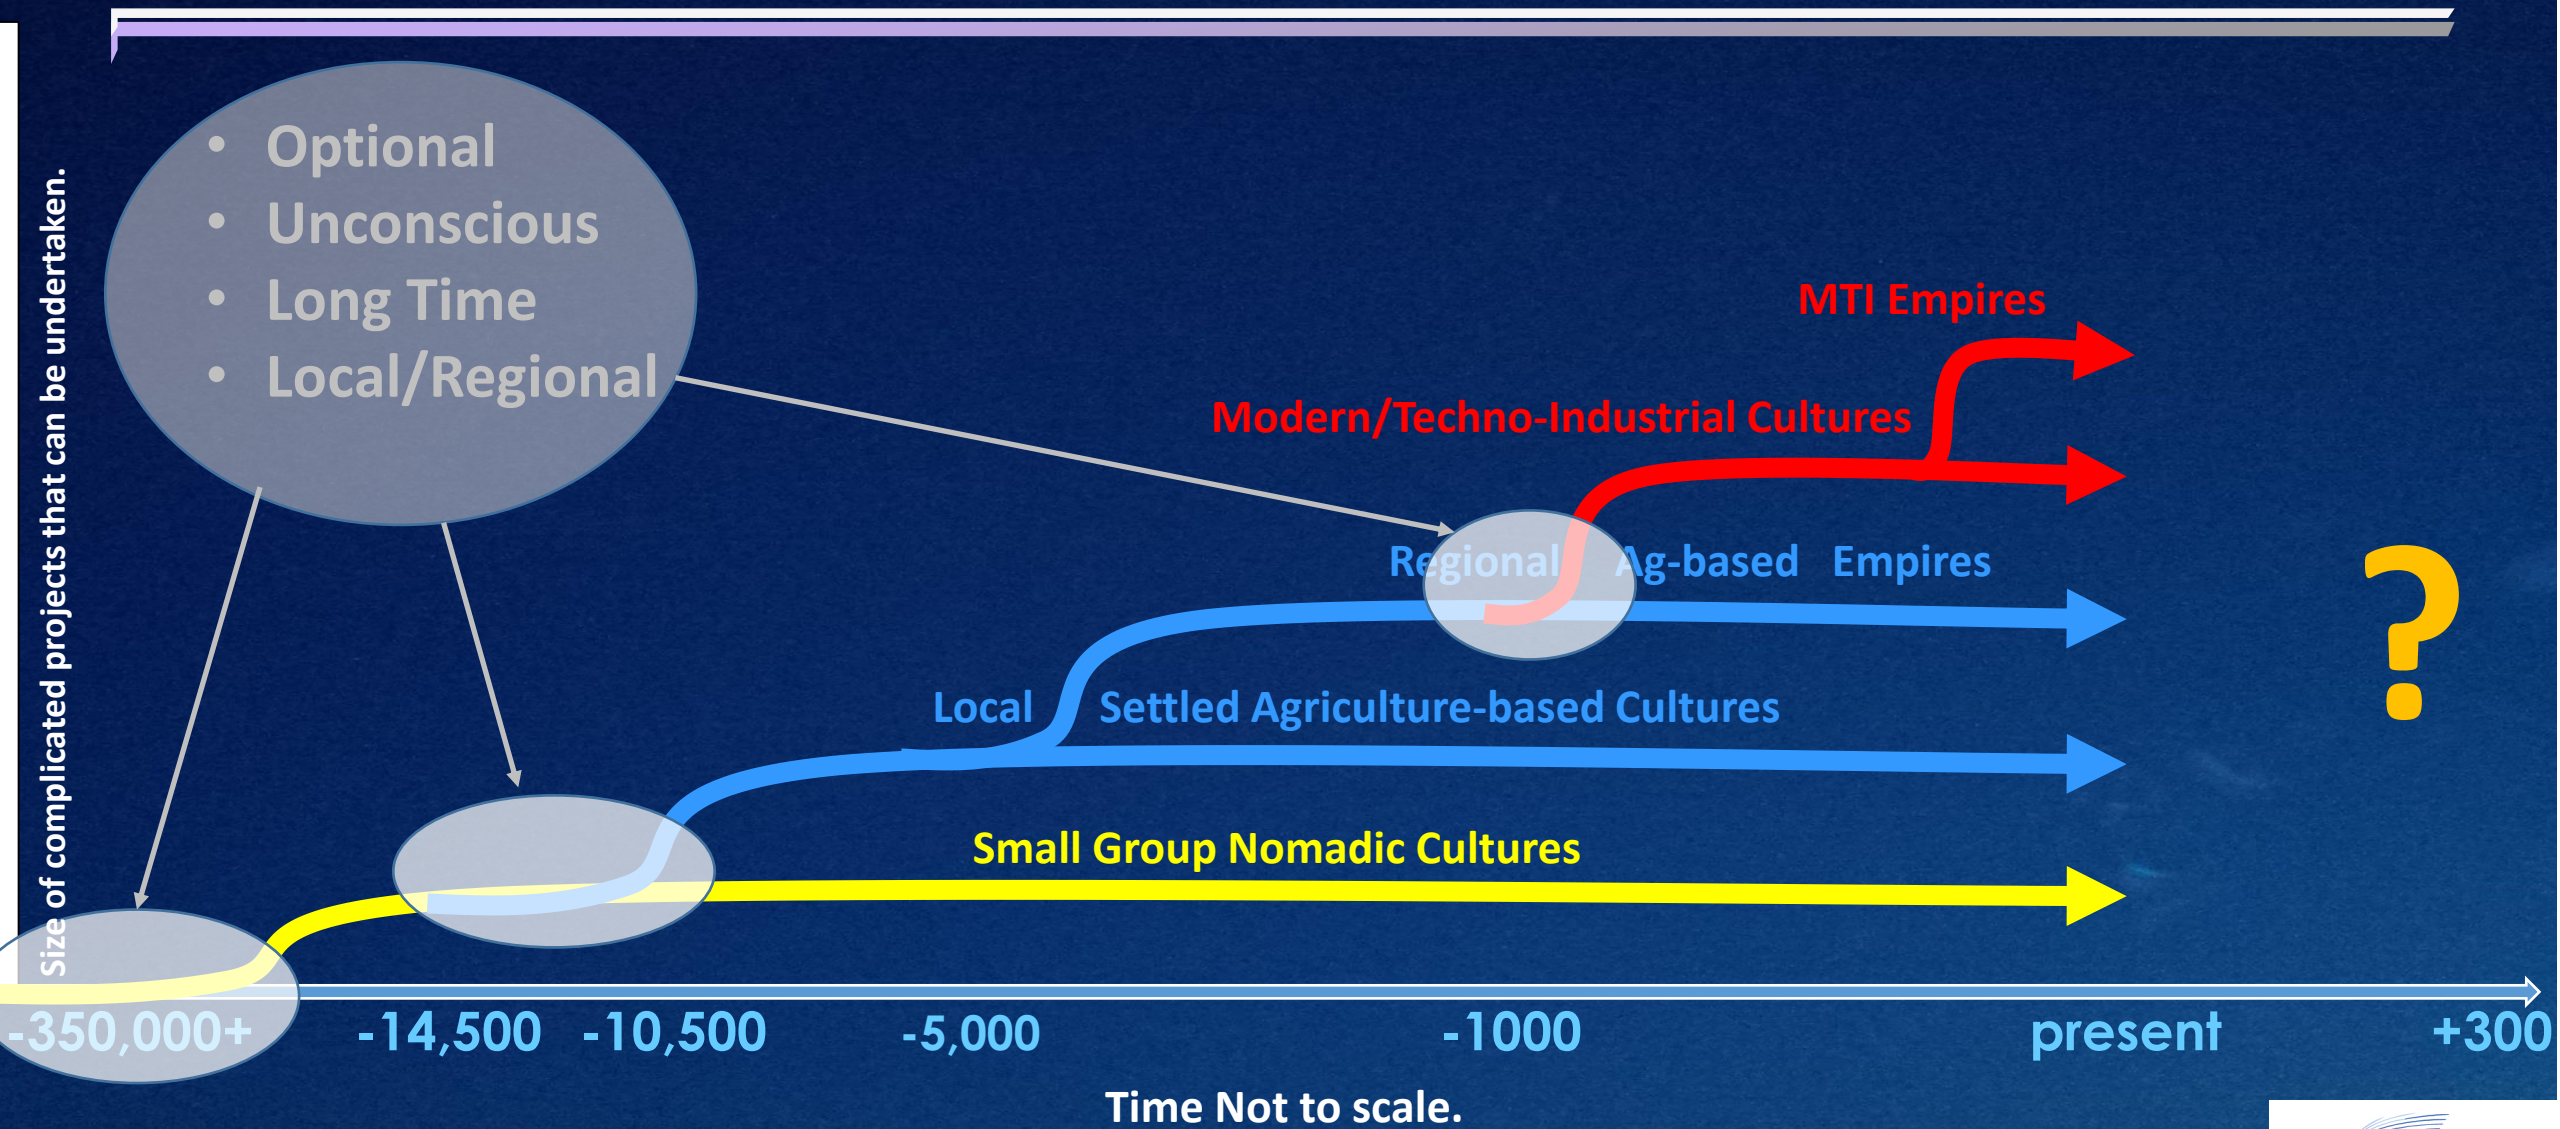 Size of complicated projects that can be undertaken.
• Optional
• Unconscious
• Long Time
• Local/Regional
MTI Empires
Modern/Techno-Industrial Cultures
Regional Ag-based Empires
?
Local Settled Agriculture-based Cultures
Small Group Nomadic Cultures
-350,000+ -14,500 -10,500 -5,000 -1000 present +300
Time Not to scale.